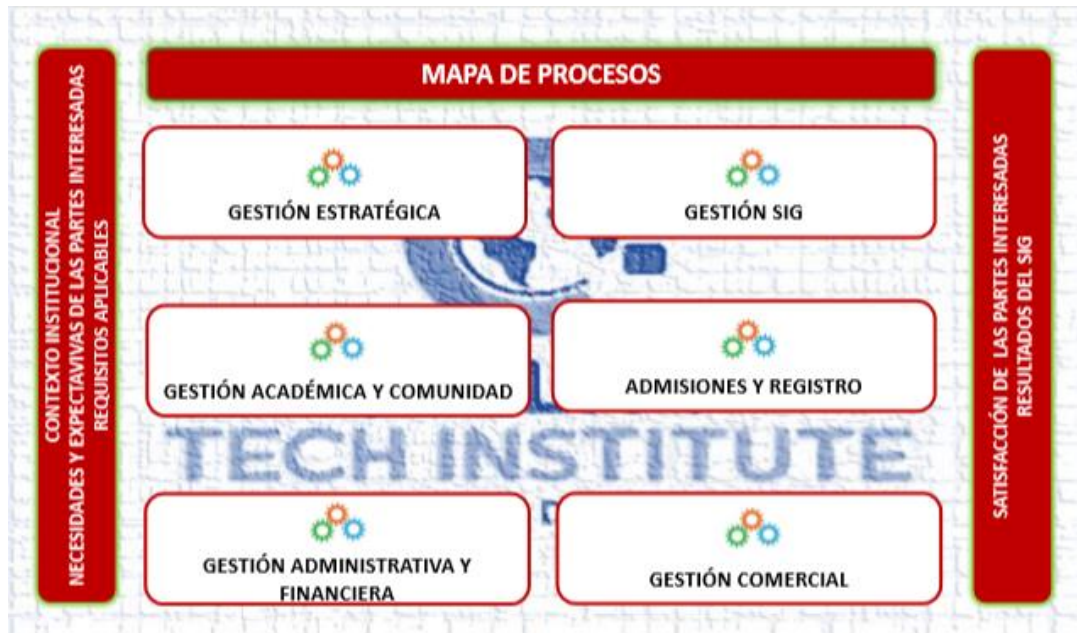 MAPA DE PROCESOS
CONTEXTO INSTITUCIONAL
NECESIDADES Y EXPECTAVIVAS DE LAS PARTES INTERESADAS
REQUISITOS APLICABLES
GESTIÓN ESTRATÉGICA
GESTIÓN SIG
GESTIÓN ACADÉMICA Y COMUNIDAD
ADMISIONES Y REGISTRO
TECH INSTITUTE
GESTIÓN ADMINISTRATIVA Y
FINANCIERA
GESTIÓN COMERCIAL
SATISFACCIÓN DE LAS PARTES INTERESADAS
RESULTADOS DEL SIG